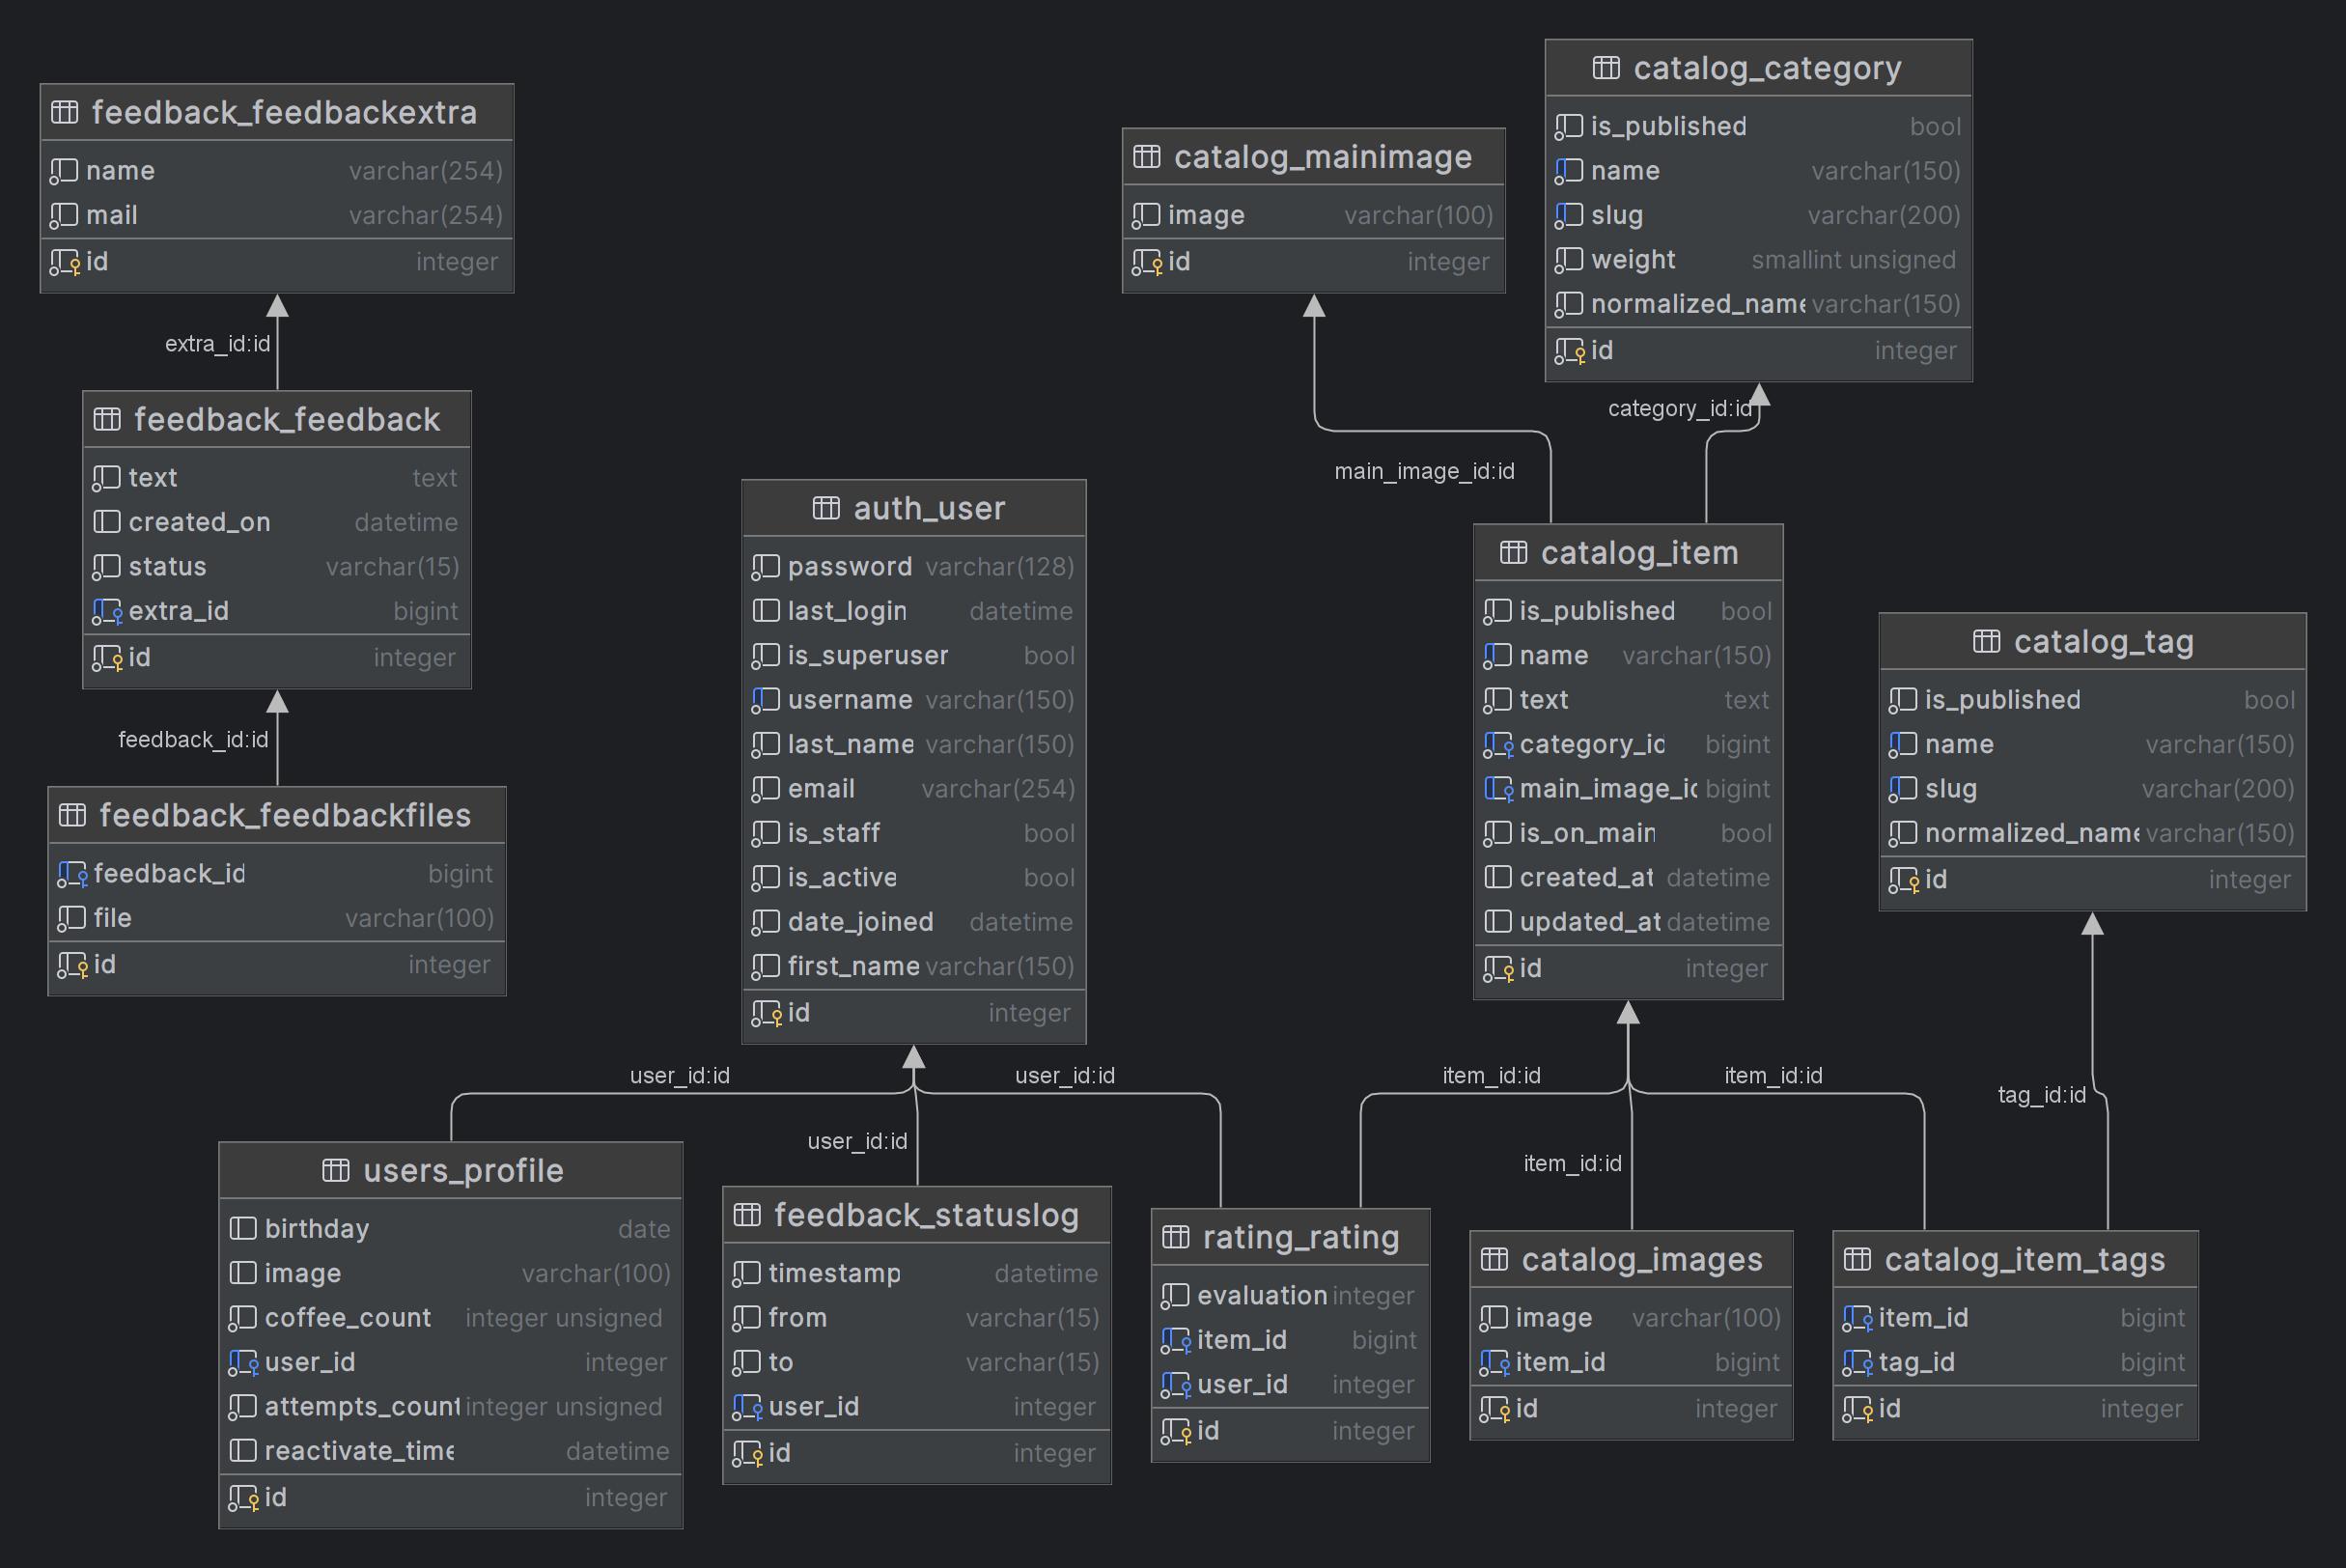 feedback_feedbackextra
name varchar(254)
mail varchar(254)
id integer
extra_id:id
feedback_feedback
text text
created_on datetime
status varchar(15)
extra_id bigint
id integer
feedback_id:id
feedback_feedbackfiles
feedback_id bigint
file varchar(100)
id integer
catalog_mainimage
image varchar(100)
id integer
main_image_id:id
catalog_category
is_published bool
name varchar(150)
slug varchar(200)
weight smallint unsigned
normalized_name varchar(150)
id integer
category_id:id
auth_user
password varchar(128)
last_login datetime
is_superuser bool
username varchar(150)
last_name varchar(150)
email varchar(254)
is_staff bool
is_active bool
date_joined datetime
first_name varchar(150)
id integer
catalog_item
is_published bool
name varchar(150)
text text
category_id bigint
main_image_id bigint
is_on_main bool
created_at datetime
updated_at datetime
id integer
catalog_tag
is_published bool
name varchar(150)
slug varchar(200)
normalized_name varchar(150)
id integer
user_id:id
user_id:id
user_id:id
item_id:id
item_id:id
item_id:id
tag_id:id
users_profile
birthday date
image varchar(100)
coffee_count integer unsigned
user_id integer
attempts_count integer unsigned
reactivate_time datetime
id integer
feedback_statuslog
timestamp datetime
from varchar(15)
to varchar(15)
user_id integer
id integer
rating_rating
evaluation integer
item_id bigint
user_id integer
id integer
catalog_images
image varchar(100)
item_id bigint
id integer
catalog_item_tags
item_id bigint
tag_id bigint
id integer